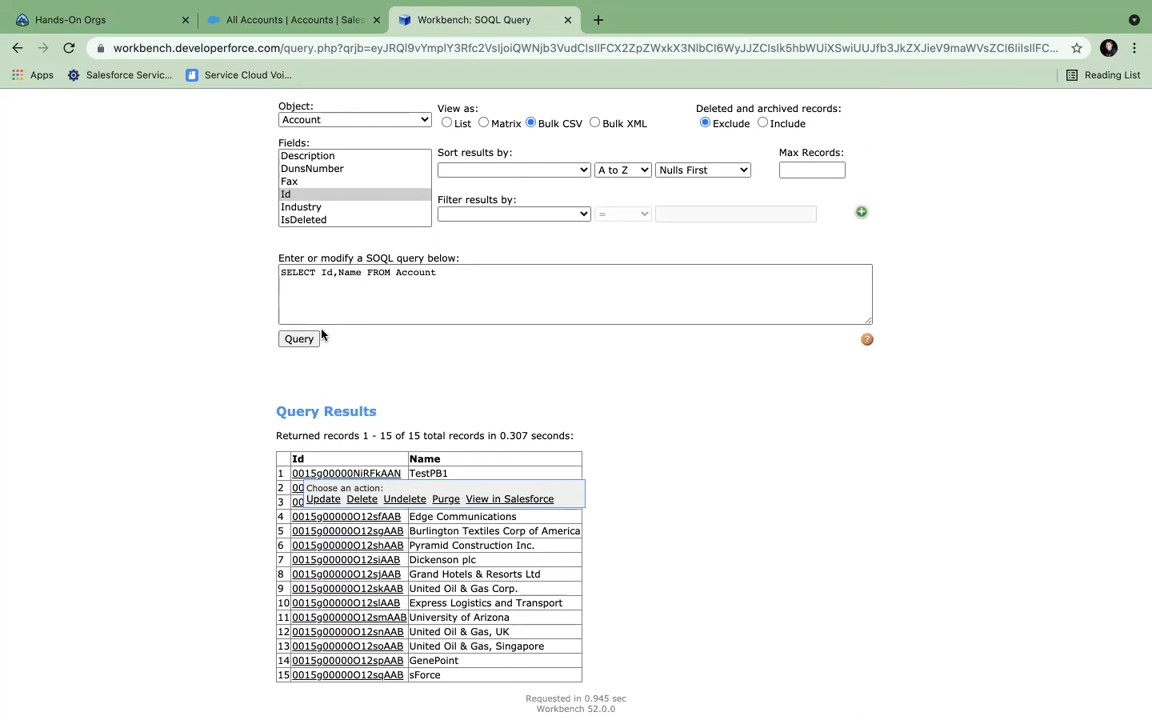 Hands-On Orgs
All Accounts | Accounts | Sales
Workbench: SOQL Query
workbench.developerforce.com/query.php?
Apps
Salesforce Servic...
Service Cloud Voi...
Reading List
Object:
View as:
Deleted and archived records:
Account
List Matrix Bulk CSV Bulk XML
Exclude Include
Fields:
Description
DunsNumber
Fax
Id
Industry
IsDeleted
Sort results by:
Max Records:
A to Z
Nulls First
Filter results by:
=
Enter or modify a SOQL query below:
SELECT Id,Name FROM Account
Query
?
Query Results
Returned records 1 - 15 of 15 total records in 0.307 seconds:
Id Name
1 0015g00000NiRFkAAN TestPB1
2 00
Choose an action:
Update Delete Undelete Purge View in Salesforce
3 00
4 0015g00000O12sfAAB Edge Communications
5 0015g00000O12sgAAB Burlington Textiles Corp of America
6 0015g00000O12shAAB Pyramid Construction Inc.
7 0015g00000O12siAAB Dickenson plc
8 0015g00000O12sjAAB Grand Hotels & Resorts Ltd
9 0015g00000O12skAAB United Oil & Gas Corp.
10 0015g00000O12slAAB Express Logistics and Transport
11 0015g00000O12smAAB University of Arizona
12 0015g00000O12snAAB United Oil & Gas, UK
13 0015g00000O12soAAB United Oil & Gas, Singapore
14 0015g00000O12spAAB GenePoint
15 0015g00000O12sqAAB sForce
Requested in 0.945 sec
Workbench 52.0.0